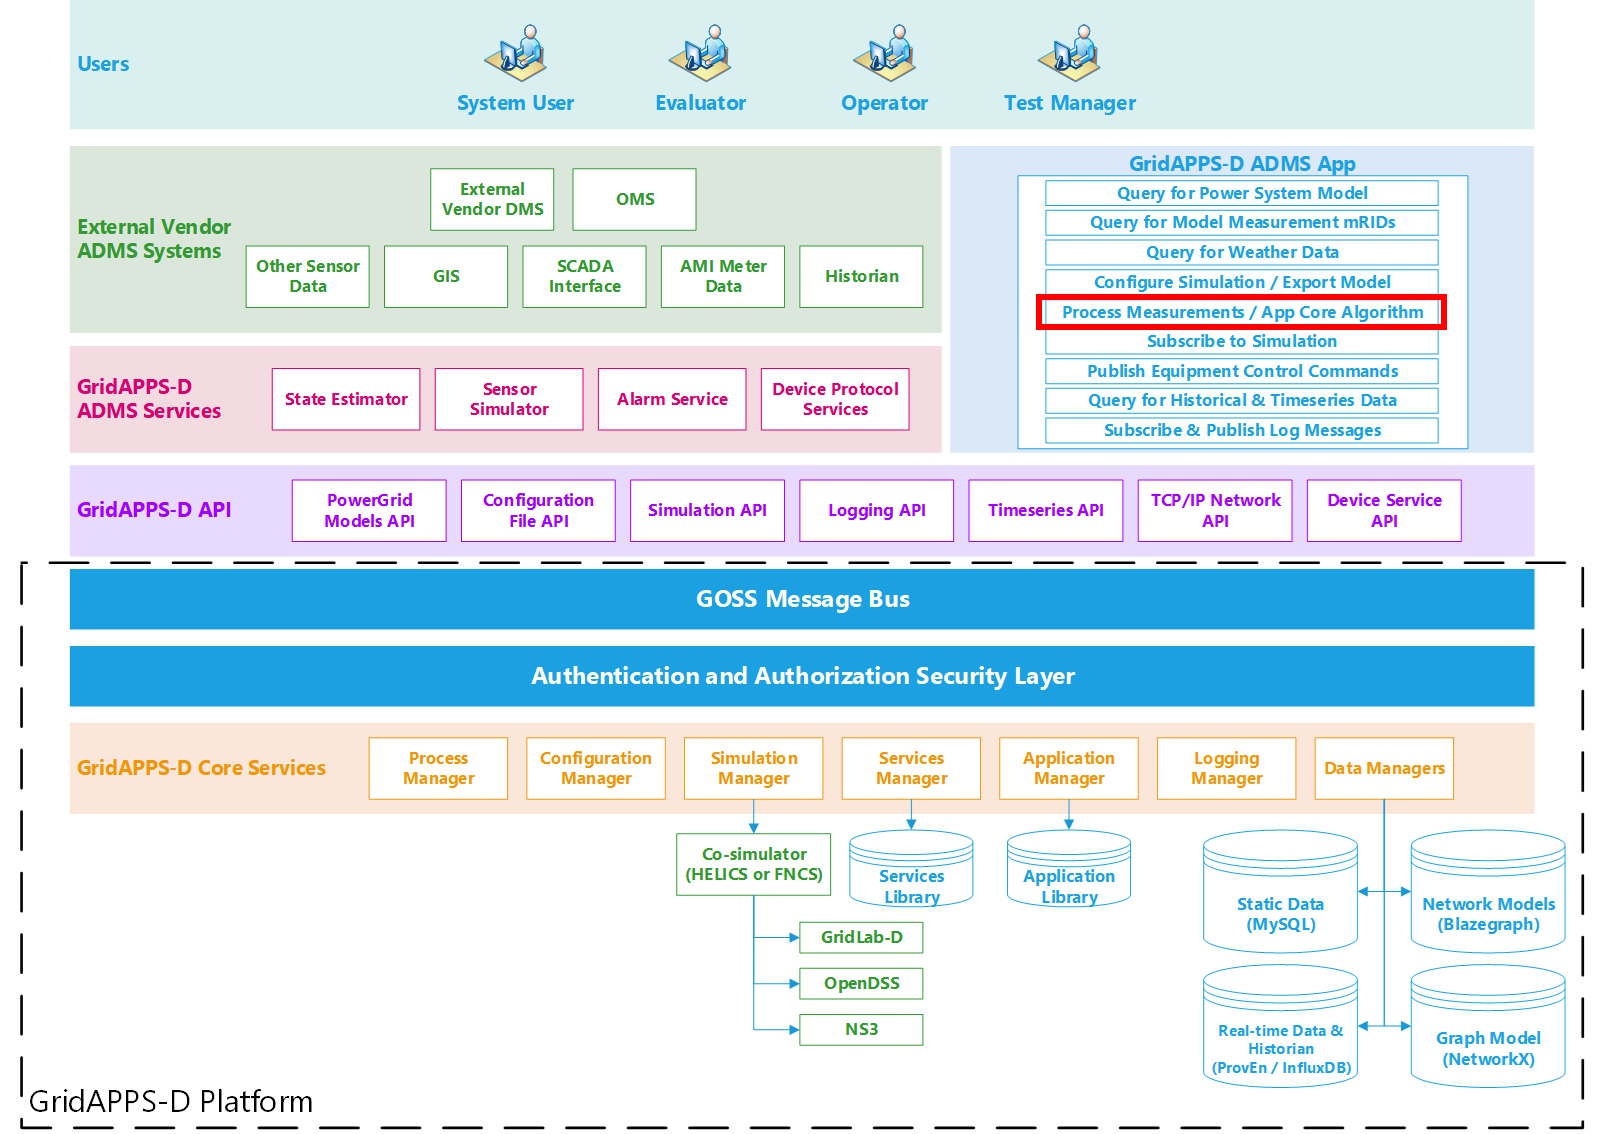 Users
System User
Evaluator
Operator
Test Manager
External Vendor
ADMS Systems
External
Vendor DMS
OMS
Other Sensor
Data
GIS
SCADA
Interface
AMI Meter
Data
Historian
GridAPPS-D ADMS App
Query for Power System Model
Query for Model Measurement mRIDs
Query for Weather Data
Configure Simulation / Export Model
Process Measurements / App Core Algorithm
Subscribe to Simulation
Publish Equipment Control Commands
Query for Historical & Timeseries Data
Subscribe & Publish Log Messages
GridAPPS-D
ADMS Services
State Estimator
Sensor
Simulator
Alarm Service
Device Protocol
Services
GridAPPS-D API
PowerGrid
Models API
Configuration
File API
Simulation API
Logging API
Timeseries API
TCP/IP Network
API
Device Service
API
GOSS Message Bus
Authentication and Authorization Security Layer
GridAPPS-D Core Services
Process
Manager
Configuration
Manager
Simulation
Manager
Services
Manager
Application
Manager
Logging
Manager
Data Managers
Co-simulator
(HELICS or FNCS)
Services
Library
Application
Library
GridLab-D
OpenDSS
NS3
Static Data
(MySQL)
Network Models
(Blazegraph)
Real-time Data &
Historian
(ProvEn / InfluxDB)
Graph Model
(NetworkX)
GridAPPS-D Platform